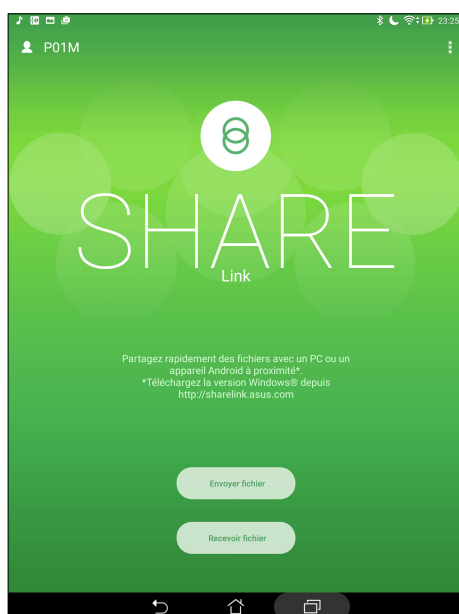 23:25
P01M
SHARE
Link
Partagez rapidement des fichiers avec un PC ou un
appareil Android à proximité*.
*Téléchargez la version Windows® depuis
http://sharelink.asus.com
Envoyer fichier
Recevoir fichier